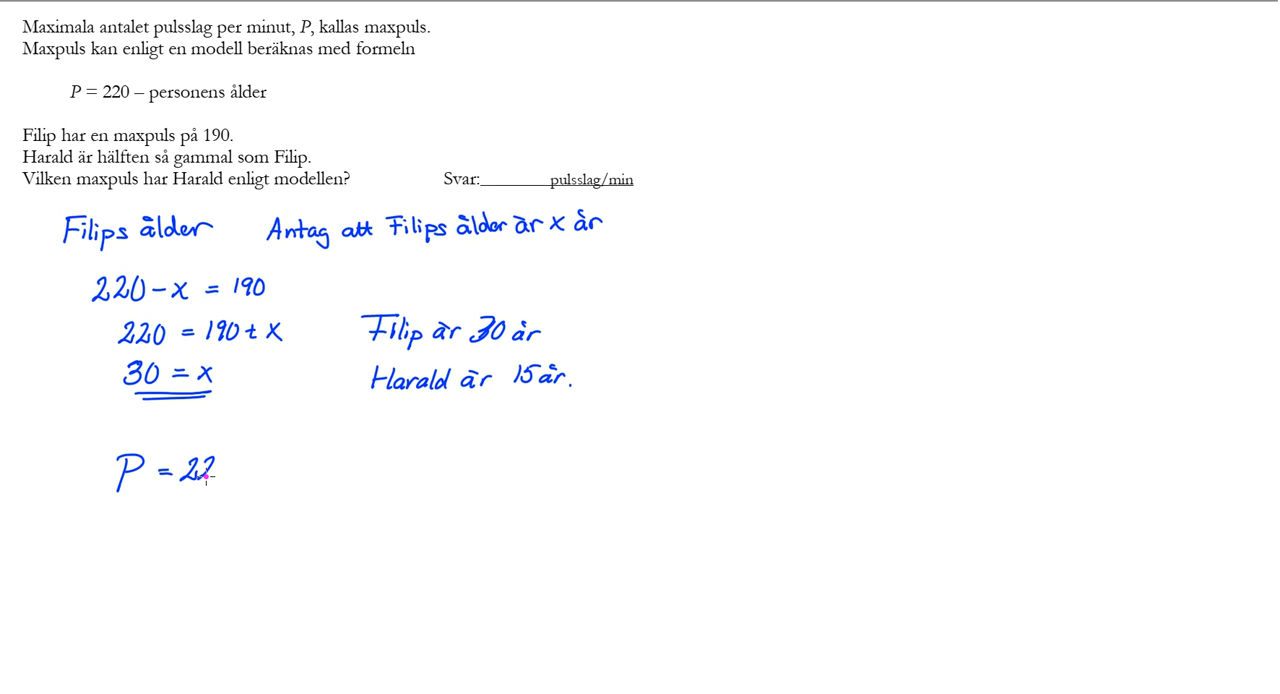 Maximala antalet pulsslag per minut, P, kallas maxpuls.
Maxpuls kan enligt en modell beräknas med formeln
P = 220 – personens ålder
Filip har en maxpuls på 190.
Harald är hälften så gammal som Filip.
Vilken maxpuls har Harald enligt modellen? Svar:________pulsslag/min
Filips ålder Antag att Filips ålder är x år
220 - x = 190
220 = 190 + x Filip är 30 år
30 = x Harald är 15 år.
P = 22